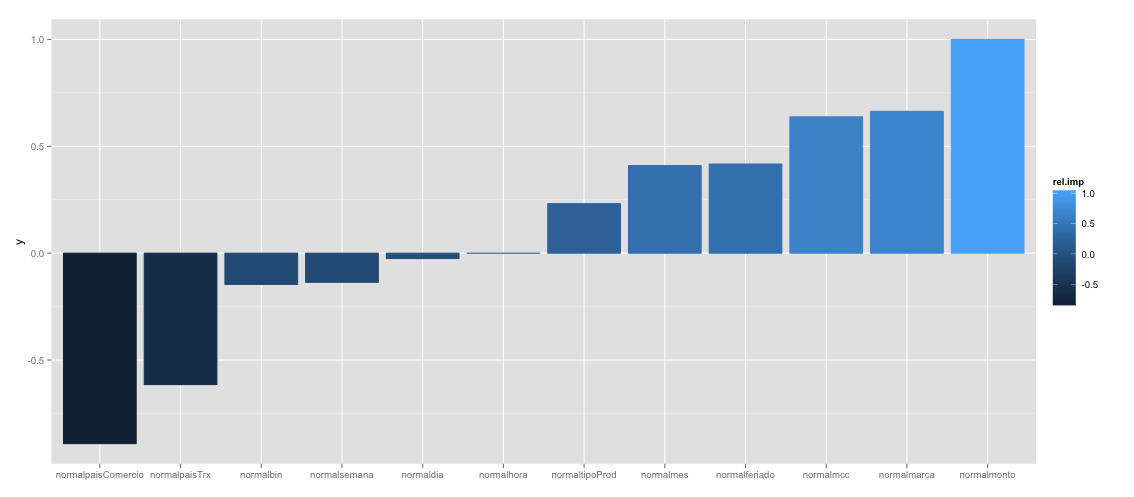 1.0
0.5
0.0
-0.5
y
normalpaisComercio normalpaisTrx normalbin normalsemana normaldia normalhora normaltipoProd normalmes normalferiado normalmcc normalmarca normalmonto
rel.imp
1.0
0.5
0.0
-0.5